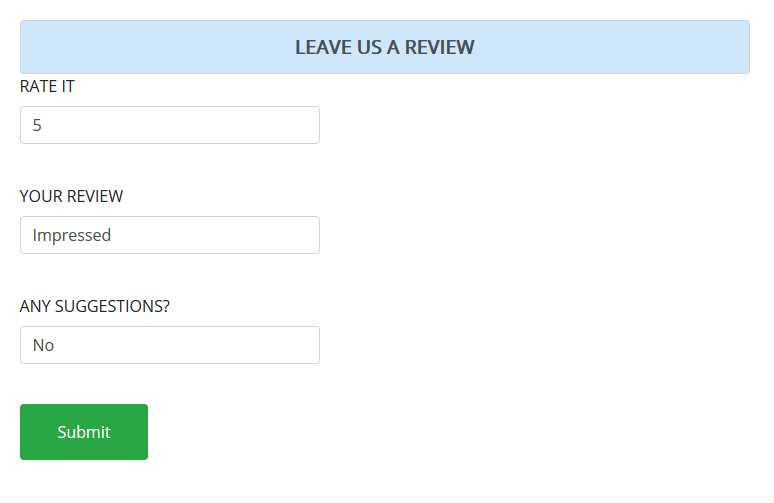 LEAVE US A REVIEW
RATE IT
5
YOUR REVIEW
Impressed
ANY SUGGESTIONS?
No
Submit